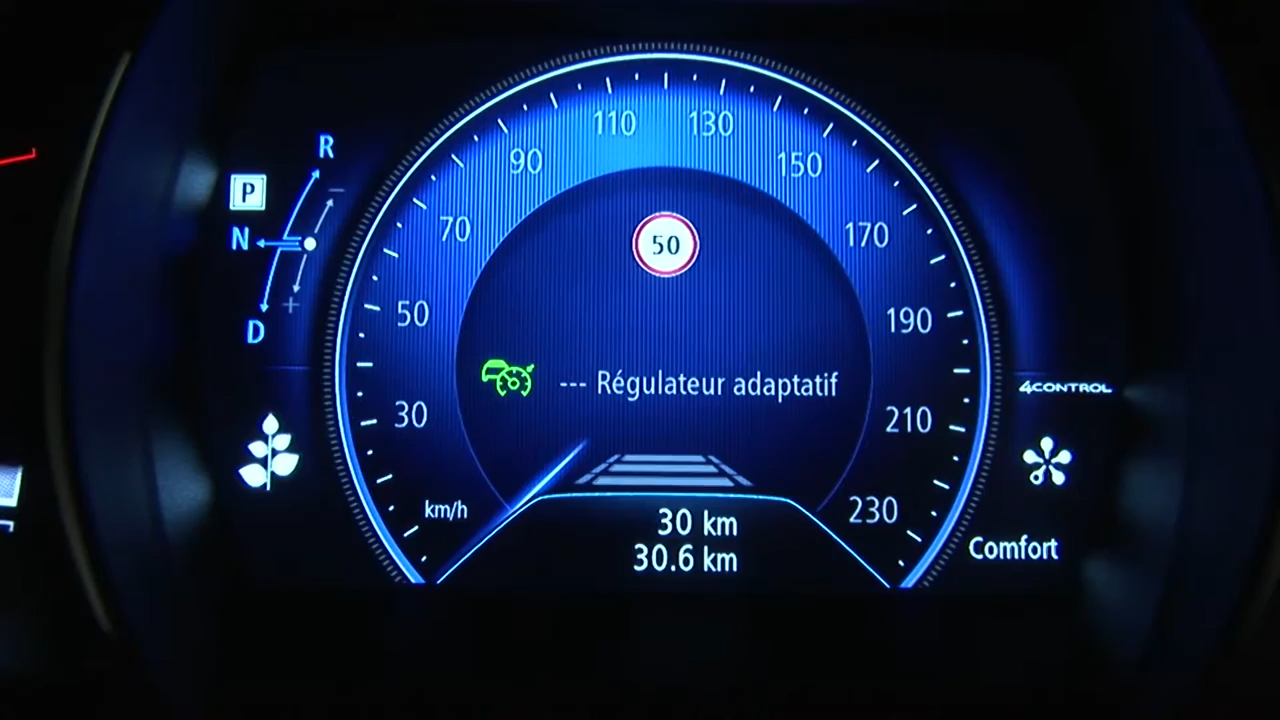 R
P
N
D
30
50
70
90
110
130
150
170
190
210
230
km/h
50
--- Régulateur adaptatif
30 km
30.6 km
4CONTROL
Comfort